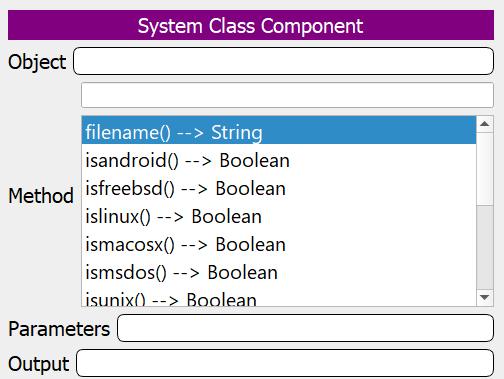 System Class Component
Object
Method
filename() --> String
isandroid() --> Boolean
isfreebsd() --> Boolean
islinux() --> Boolean
ismacosx() --> Boolean
ismsdos() --> Boolean
isunix() --> Boolean
Parameters
Output